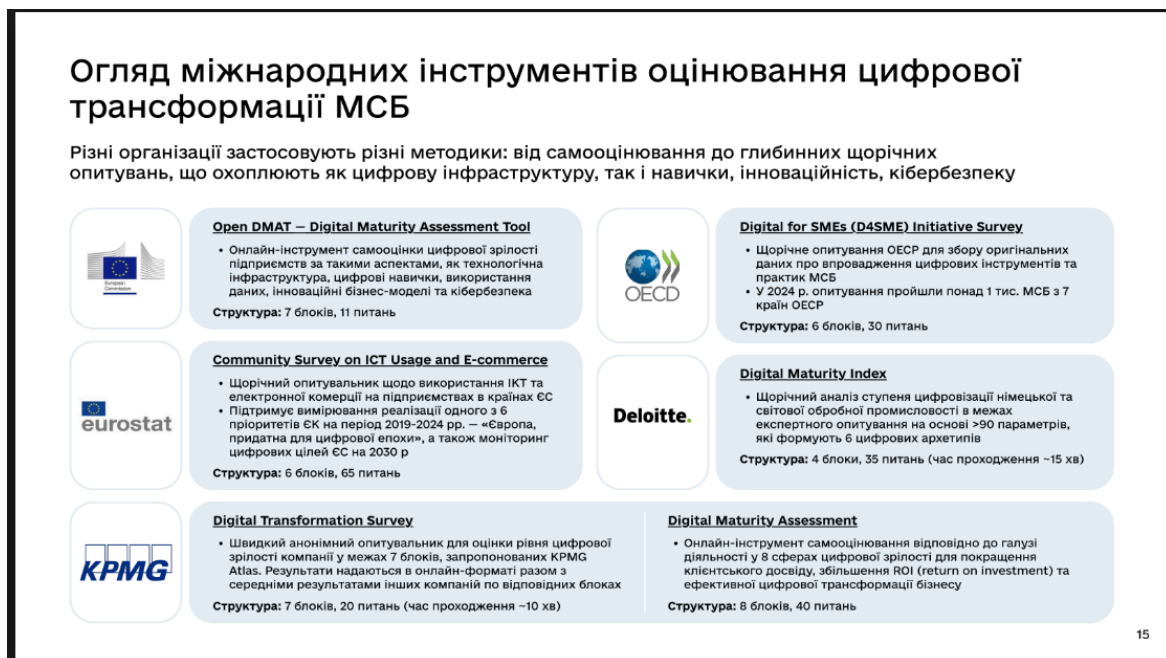 Огляд міжнародних інструментів оцінювання цифрової
трансформації МСБ
Різні організації застосовують різні методики: від самооцінювання до глибинних щорічних
опитувань, що охоплюють як цифрову інфраструктуру, так і навички, інноваційність, кібербезпеку
European
Commission
Open DMAT — Digital Maturity Assessment Tool
• Онлайн-інструмент самооцінки цифрової зрілості
підприємств за такими аспектами, як технологічна
інфраструктура, цифрові навички, використання
даних, інноваційні бізнес-моделі та кібербезпека
Структура: 7 блоків, 11 питань
OECD
Digital for SMEs (D4SME) Initiative Survey
• Щорічне опитування ОЕСР для збору оригінальних
даних про впровадження цифрових інструментів та
практик МСБ
• У 2024 р. опитування пройшли понад 1 тис. МСБ з 7
країн ОЕСР
Структура: 6 блоків, 30 питань
eurostat
Community Survey on ICT Usage and E-commerce
• Щорічний опитувальник щодо використання ІКТ та
електронної комерції на підприємствах в країнах ЄС
• Підтримує вимірювання реалізації одного з 6
пріоритетів ЄК на період 2019-2024 рр. — «Європа,
придатна для цифрової епохи», а також моніторинг
цифрових цілей ЄС на 2030 р
Структура: 6 блоків, 65 питань
Deloitte.
Digital Maturity Index
• Щорічний аналіз ступеня цифровізації німецької та
світової обробної промисловості в межах
експертного опитування на основі >90 параметрів,
які формують 6 цифрових архетипів
Структура: 4 блоки, 35 питань (час проходження ~15 хв)
KPMG
Digital Transformation Survey
• Швидкий анонімний опитувальник для оцінки рівня цифрової
зрілості компанії у межах 7 блоків, запропонованих KPMG
Atlas. Результати надаються в онлайн-форматі разом з
середніми результатами інших компаній по відповідних блоках
Структура: 7 блоків, 20 питань (час проходження ~10 хв)
Digital Maturity Assessment
• Онлайн-інструмент самооцінювання відповідно до галузі
діяльності у 8 сферах цифрової зрілості для покращення
клієнтського досвіду, збільшення ROI (return on investment) та
ефективної цифрової трансформації бізнесу
Структура: 8 блоків, 40 питань
15